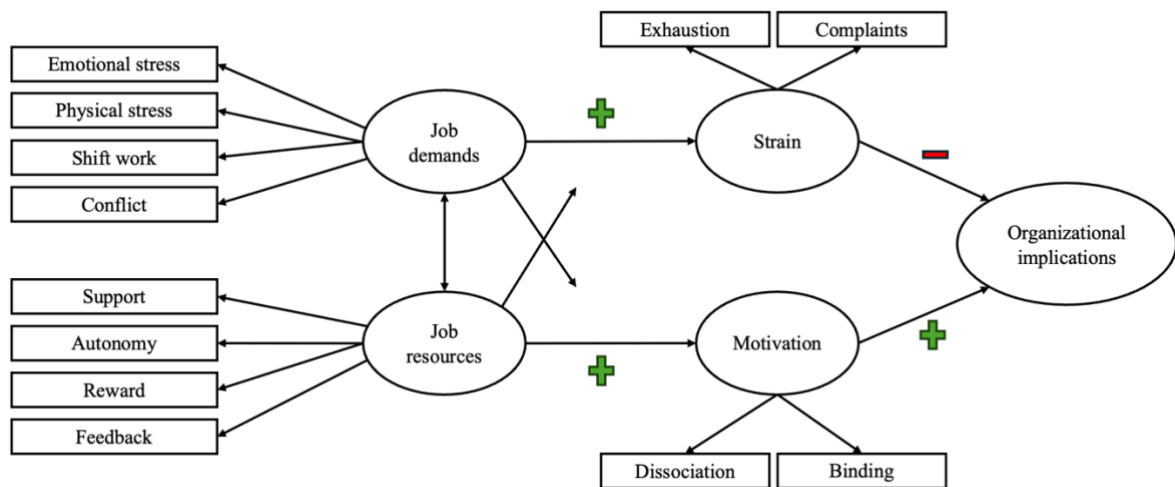 Exhaustion
Complaints
Emotional stress
Physical stress
Shift work
Conflict
Job
demands
Strain
Organizational
implications
Support
Autonomy
Reward
Feedback
Job
resources
Motivation
Dissociation
Binding